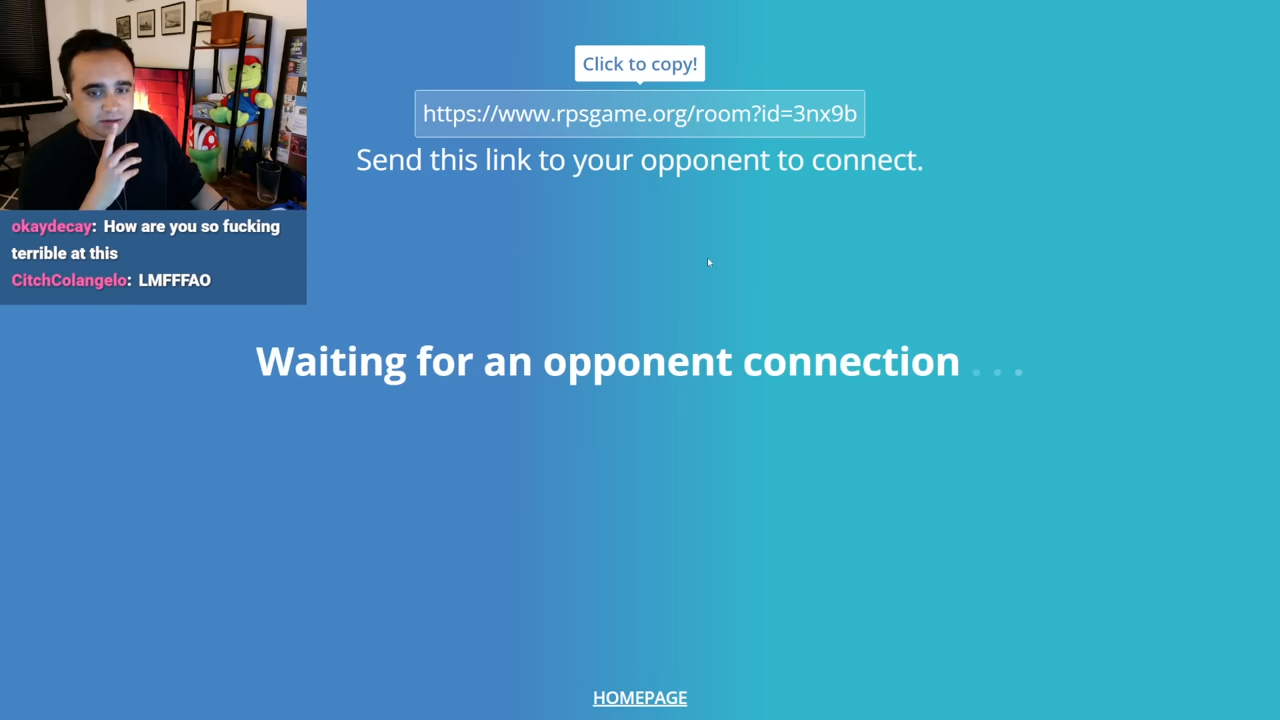 Click to copy!
https://www.rpsgame.org/room?id=3nx9b
Send this link to your opponent to connect.
okaydecay: How are you so fucking
terrible at this
CitchColangelo: LMFFFAO
Waiting for an opponent connection . . .
HOMEPAGE